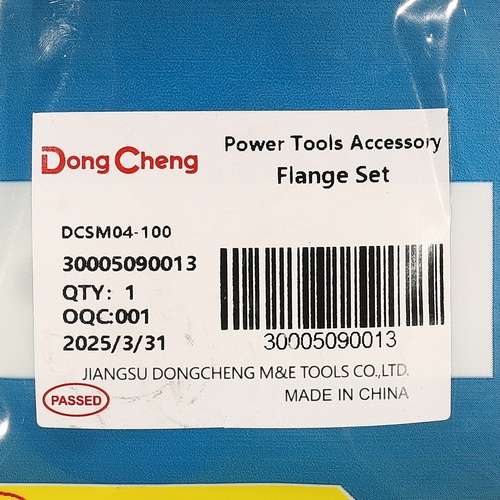 DongCheng
Power Tools Accessory
Flange Set
DCSM04-100
30005090013
QTY: 1
OQC:001
2025/3/31
30005090013
JIANGSU DONGCHENG M&E TOOLS CO.,LTD.
PASSED
MADE IN CHINA